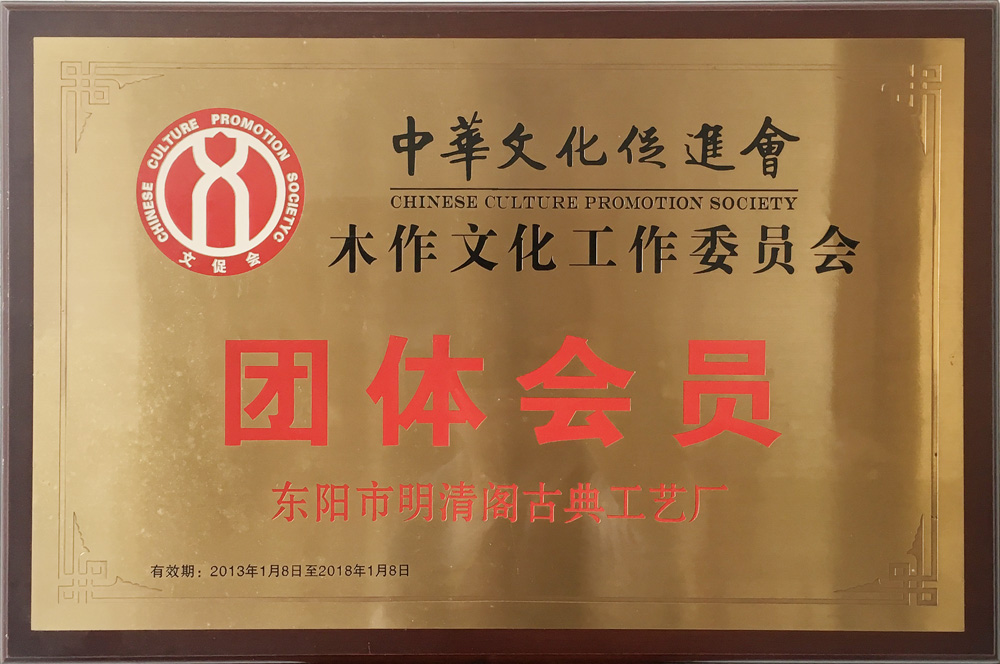 CHINESE CULTURE PROMOTION SOCIETYC
文促会
中華文化促進會
CHINESE CULTURE PROMOTION SOCIETY
木作文化工作委员会
团体会员
东阳市明清阁古典工艺厂
有效期：2013年1月8日至2018年1月8日